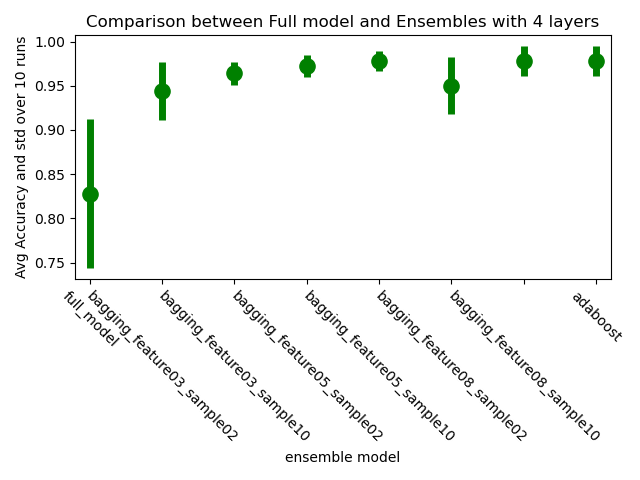 Comparison between Full model and Ensembles with 4 layers
Avg Accuracy and std over 10 runs
1.00
0.95
0.90
0.85
0.80
0.75
full_model
bagging_feature03_sample02
bagging_feature03_sample10
bagging_feature05_sample02
bagging_feature05_sample10
bagging_feature08_sample02
bagging_feature08_sample10
adaboost
ensemble model